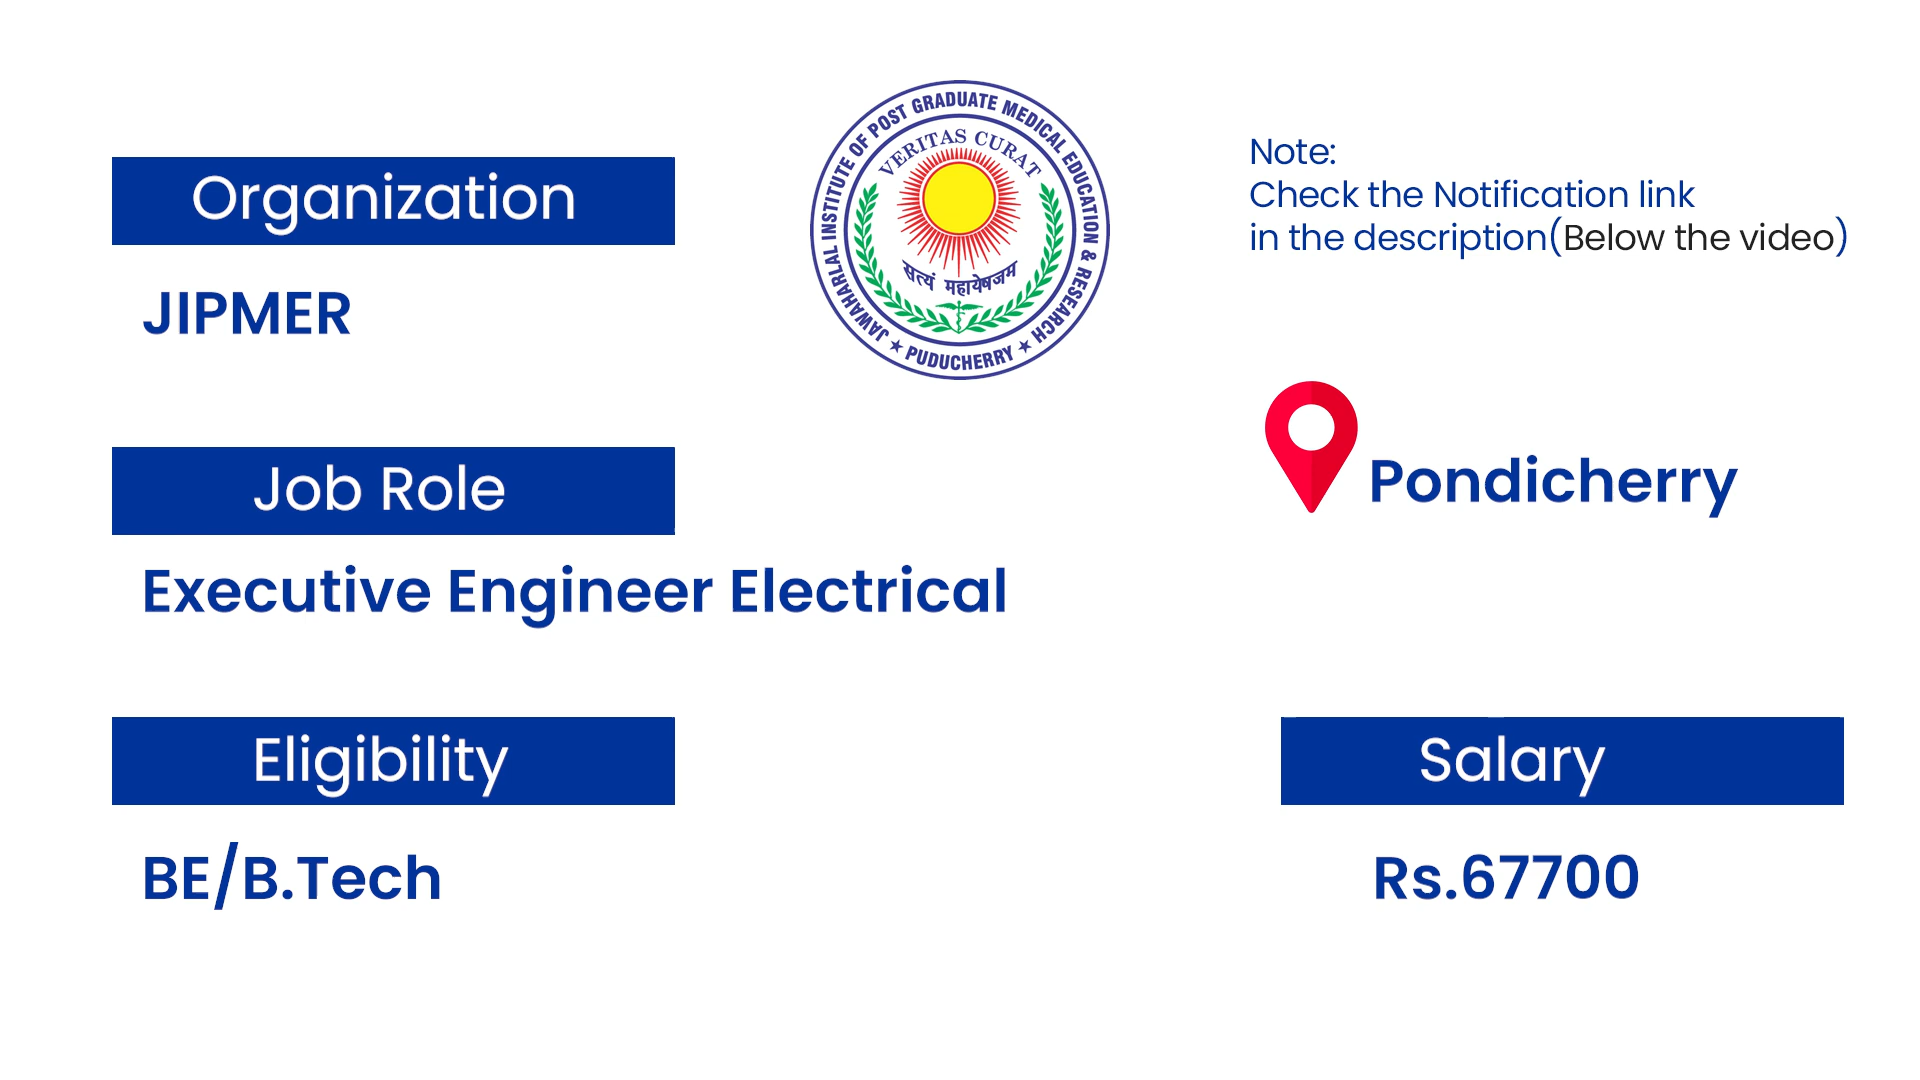 Organization
JIPMER
JAWAHARLAL INSTITUTE OF POST GRADUATE MEDICAL EDUCATION & RESEARCH
★ PUDUCHERRY ★
VERITAS CURAT
सत्यं महायेषजम
Note:
Check the Notification link
in the description(Below the video)
Job Role
Executive Engineer Electrical
Pondicherry
Eligibility
BE/B.Tech
Salary
Rs.67700